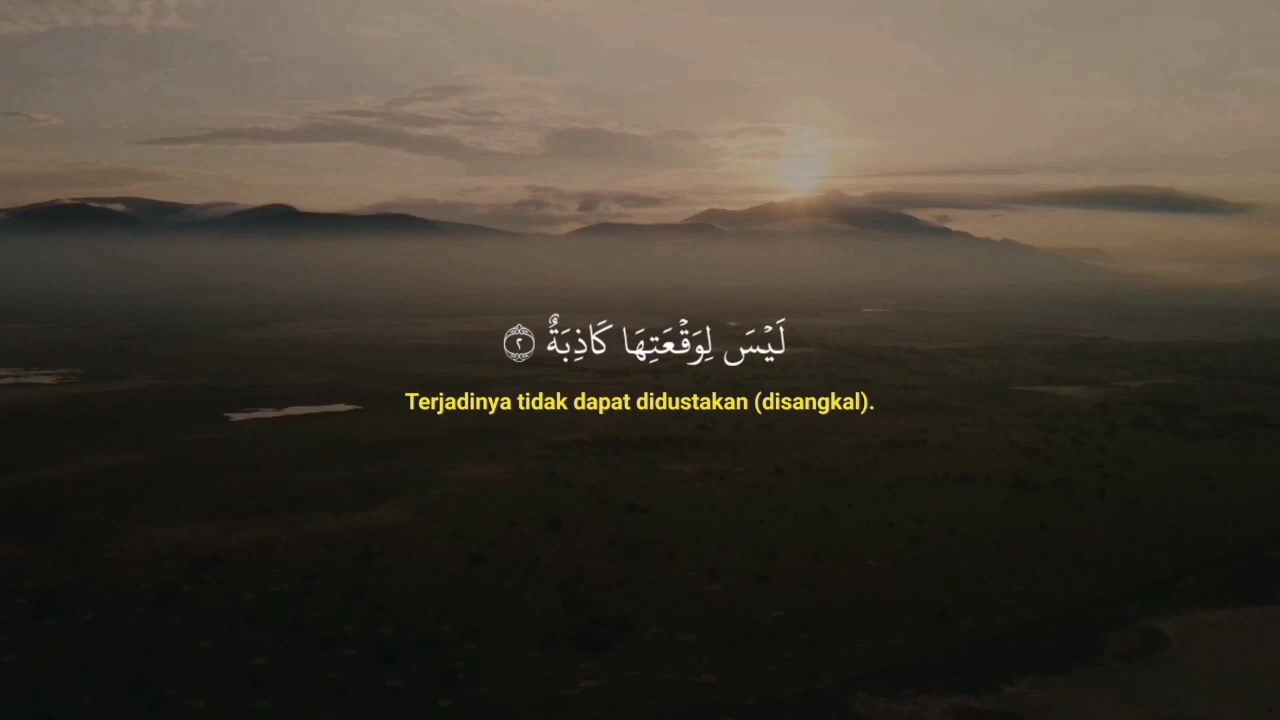 لَيْسَ لِوَقْعَتِهَا كَاذِبَةٌ ٢
Terjadinya tidak dapat didustakan (disangkal).